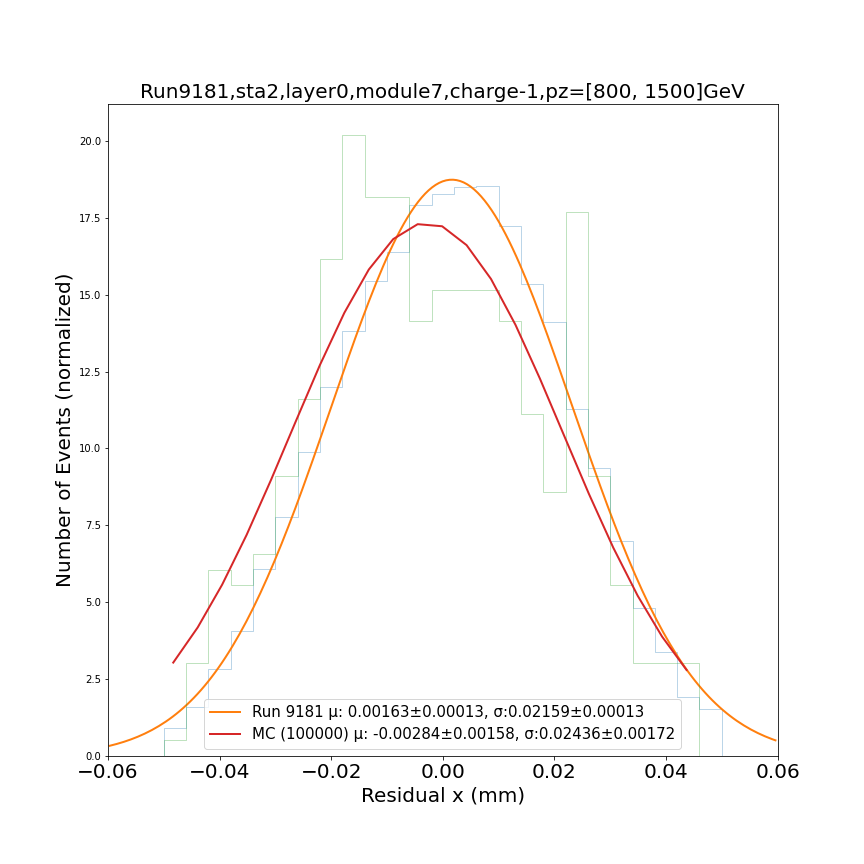 Run9181,sta2,layer0,module7,charge-1,pz=[800, 1500]GeV
Number of Events (normalized)
20.0
17.5
15.0
12.5
10.0
7.5
5.0
2.5
0.0
Run 9181 μ: 0.00163±0.00013, σ:0.02159±0.00013
MC (100000) μ: -0.00284±0.00158, σ:0.02436±0.00172
−0.06 −0.04 −0.02 0.00 0.02 0.04 0.06
Residual x (mm)